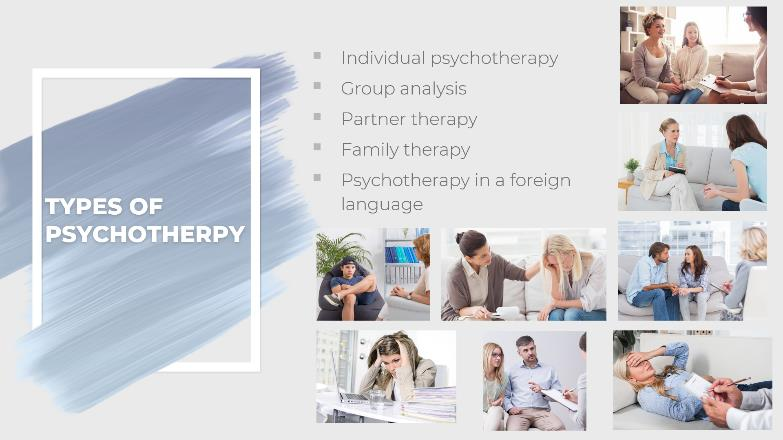 TYPES OF
PSYCHOTHERPY
Individual psychotherapy
Group analysis
Partner therapy
Family therapy
Psychotherapy in a foreign
language